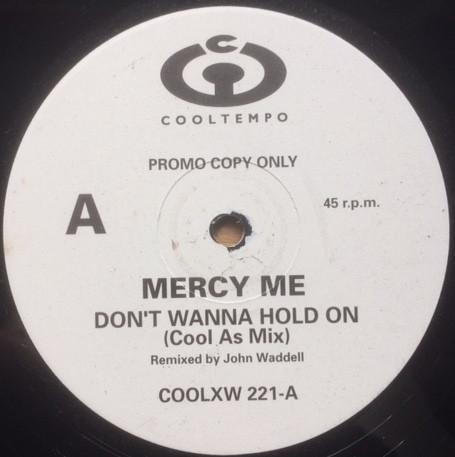 C
COOLTEMPO
PROMO COPY ONLY
A
45 r.p.m.
MERCY ME
DON'T WANNA HOLD ON
(Cool As Mix)
Remixed by John Waddell
COOLXW 221-A